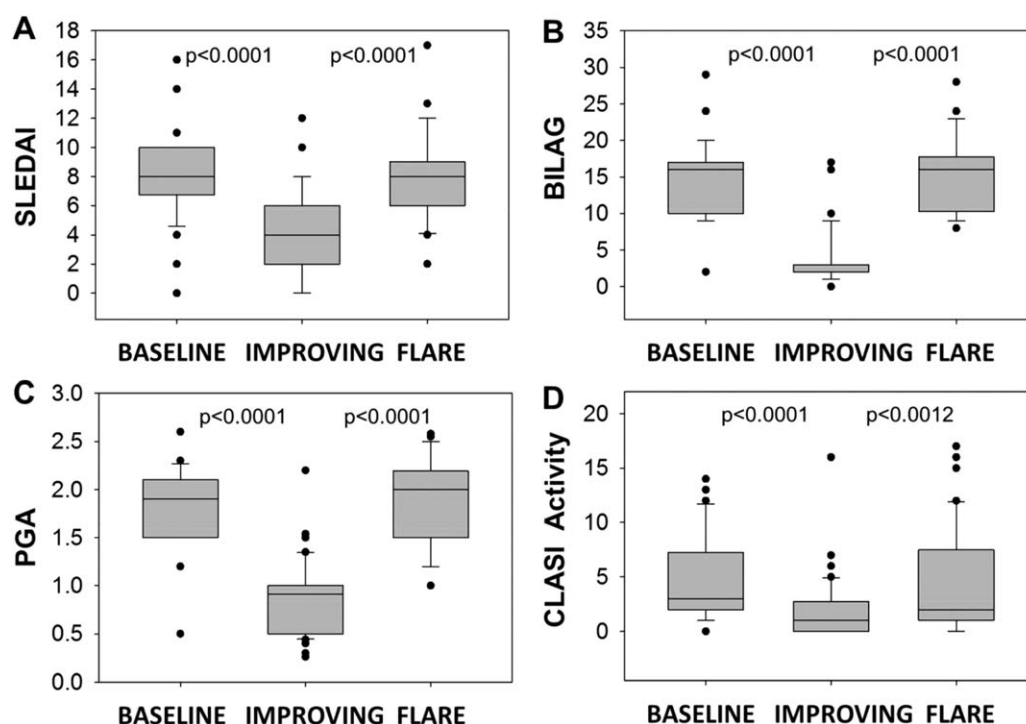 A
SLEDAI
18
16
14
12
10
8
6
4
2
0
p<0.0001 p<0.0001
BASELINE IMPROVING FLARE
B
BILAG
35
30
25
20
15
10
5
0
p<0.0001 p<0.0001
BASELINE IMPROVING FLARE
C
PGA
3.0
2.5
2.0
1.5
1.0
0.5
0.0
p<0.0001 p<0.0001
BASELINE IMPROVING FLARE
D
CLASI Activity
20
15
10
5
0
p<0.0001 p<0.0012
BASELINE IMPROVING FLARE